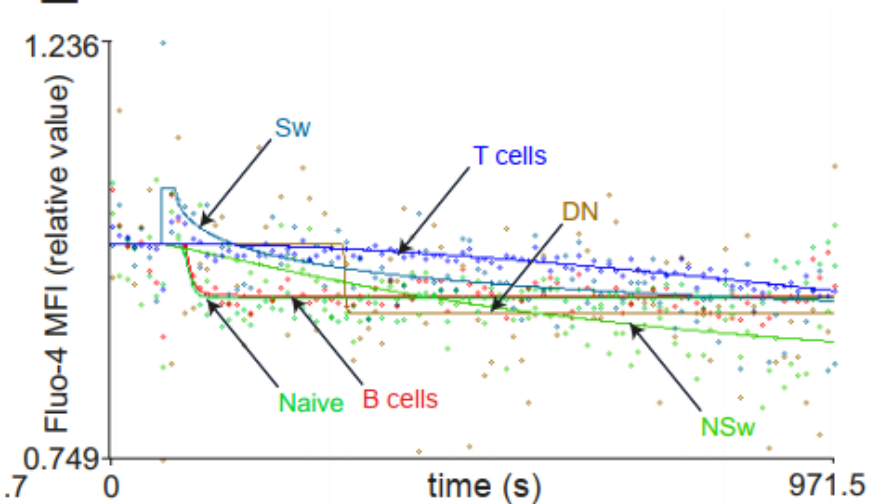 1.236
Fluo-4 MFI (relative value)
Sw
T cells
DN
Naive
B cells
NSw
0.749
.7
0
time (s)
971.5